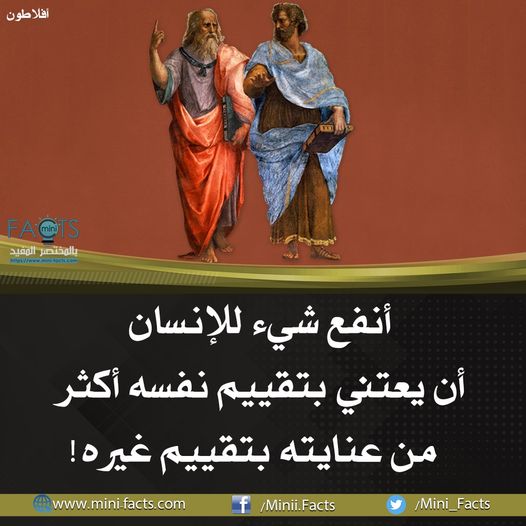 أفلاطون
FACTS
mini
بالمختصر المفيد
https://www.mini-facts.com
أنفع شيء للإنسان
أن يعتني بتقييم نفسه أكثر
من عنايته بتقييم غيره!
www.mini-facts.com f /Minii.Facts /Mini_Facts